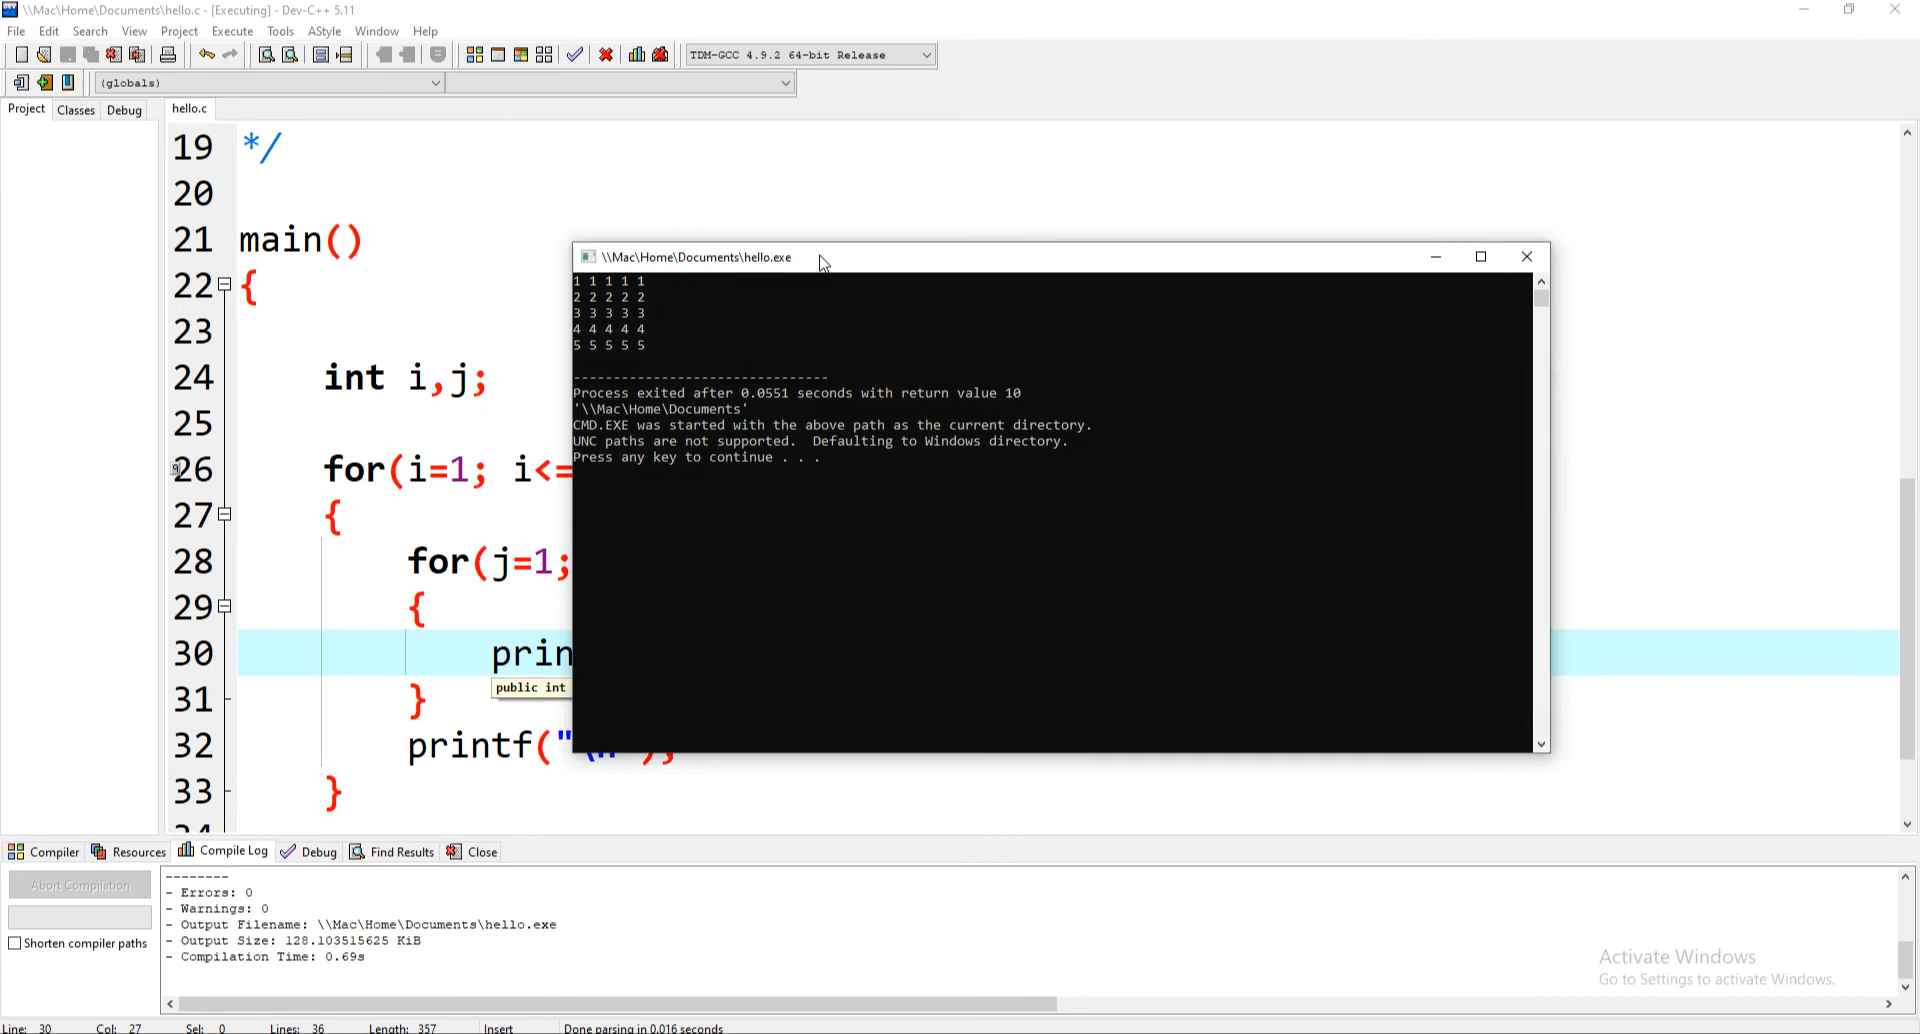 \\Mac\Home\Documents\hello.c - [Executing] - Dev-C++ 5.11
File Edit Search View Project Execute Tools AStyle Window Help
TDM-GCC 4.9.2 64-bit Release
(globals)
Project Classes Debug hello.c
19 */
20
21 main()
22 {
23
24 int i,j;
25
26 for(i=1; i<=
27 {
28 for(j=1;
29 {
30 prin
public int
31 }
32 printf("\n");
33 }
34
\\Mac\Home\Documents\hello.exe
1 1 1 1 1
2 2 2 2 2
3 3 3 3 3
4 4 4 4 4
5 5 5 5 5
--------------------------------
Process exited after 0.0551 seconds with return value 10
'\\Mac\Home\Documents'
CMD.EXE was started with the above path as the current directory.
UNC paths are not supported.  Defaulting to Windows directory.
Press any key to continue . . .
Compiler Resources Compile Log Debug Find Results Close
Abort Compilation
Shorten compiler paths
--------
- Errors: 0
- Warnings: 0
- Output Filename: \\Mac\Home\Documents\hello.exe
- Output Size: 128.103515625 KiB
- Compilation Time: 0.69s
Activate Windows
Go to Settings to activate Windows.
Line: 30 Col: 27 Sel: 0 Lines: 36 Length: 357 Insert Done parsing in 0.016 seconds